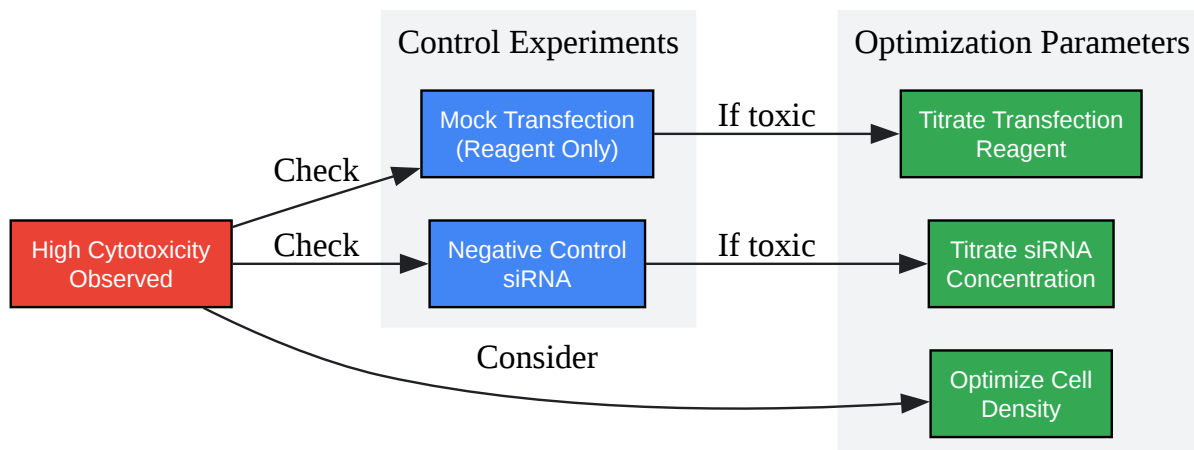 Control Experiments
Optimization Parameters
Mock Transfection
(Reagent Only)
If toxic
Titrate Transfection
Reagent
Check
High Cytotoxicity
Observed
Check
Negative Control
siRNA
If toxic
Titrate siRNA
Concentration
Consider
Optimize Cell
Density